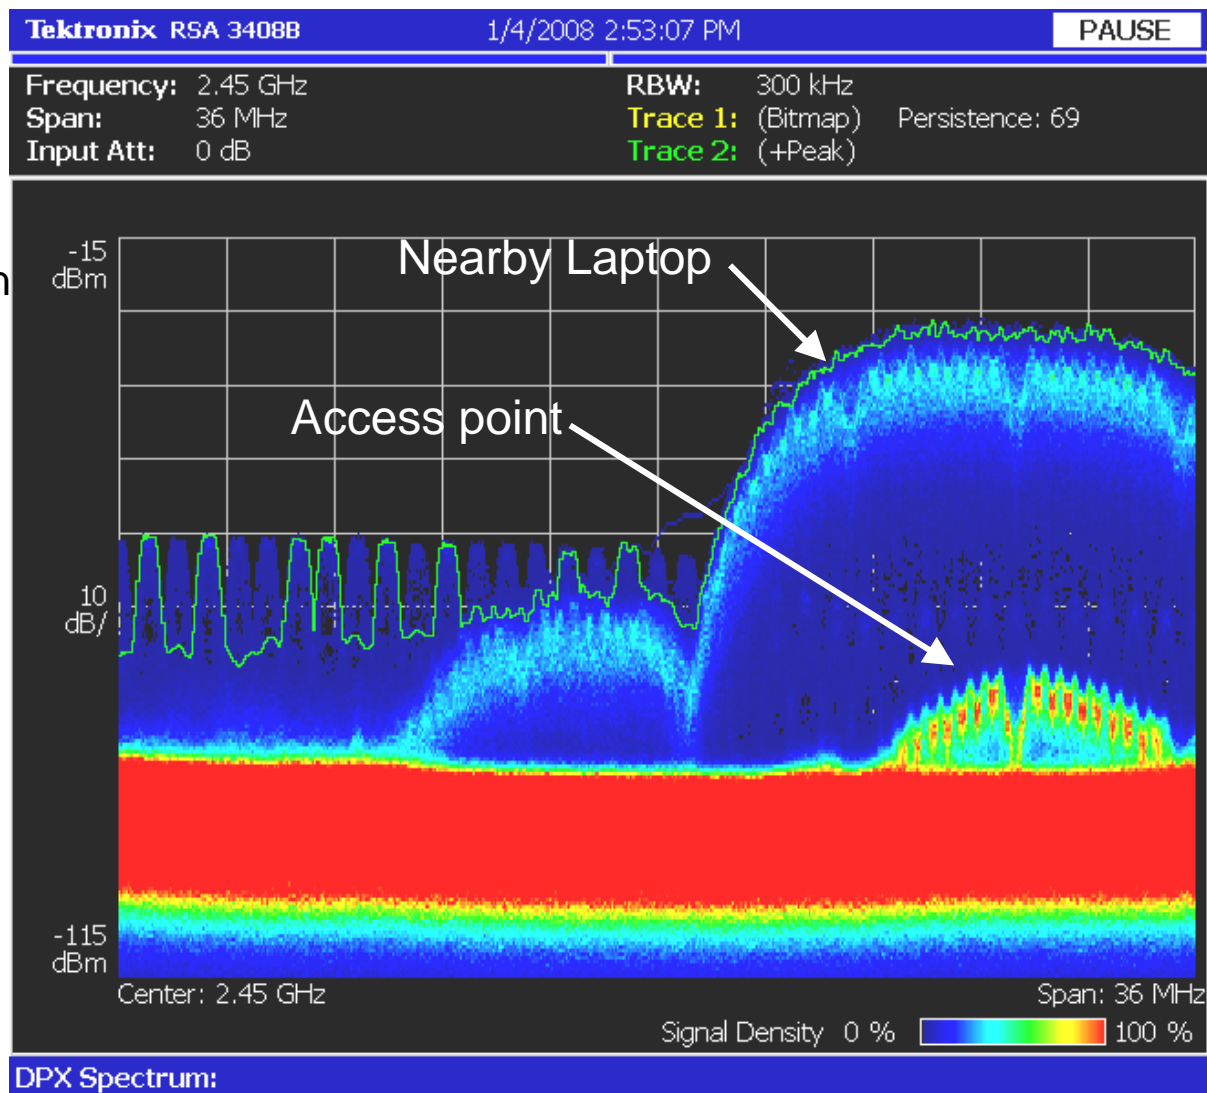 Tektronix RSA 3408B 1/4/2008 2:53:07 PM PAUSE
Frequency: 2.45 GHz RBW: 300 kHz
Span: 36 MHz Trace 1: (Bitmap) Persistence: 69
Input Att: 0 dB Trace 2: (+Peak)
-15
dBm
Nearby Laptop
Access point
10
dB/
-115
dBm
Center: 2.45 GHz Span: 36 MHz
Signal Density 0 % 100 %
DPX Spectrum: